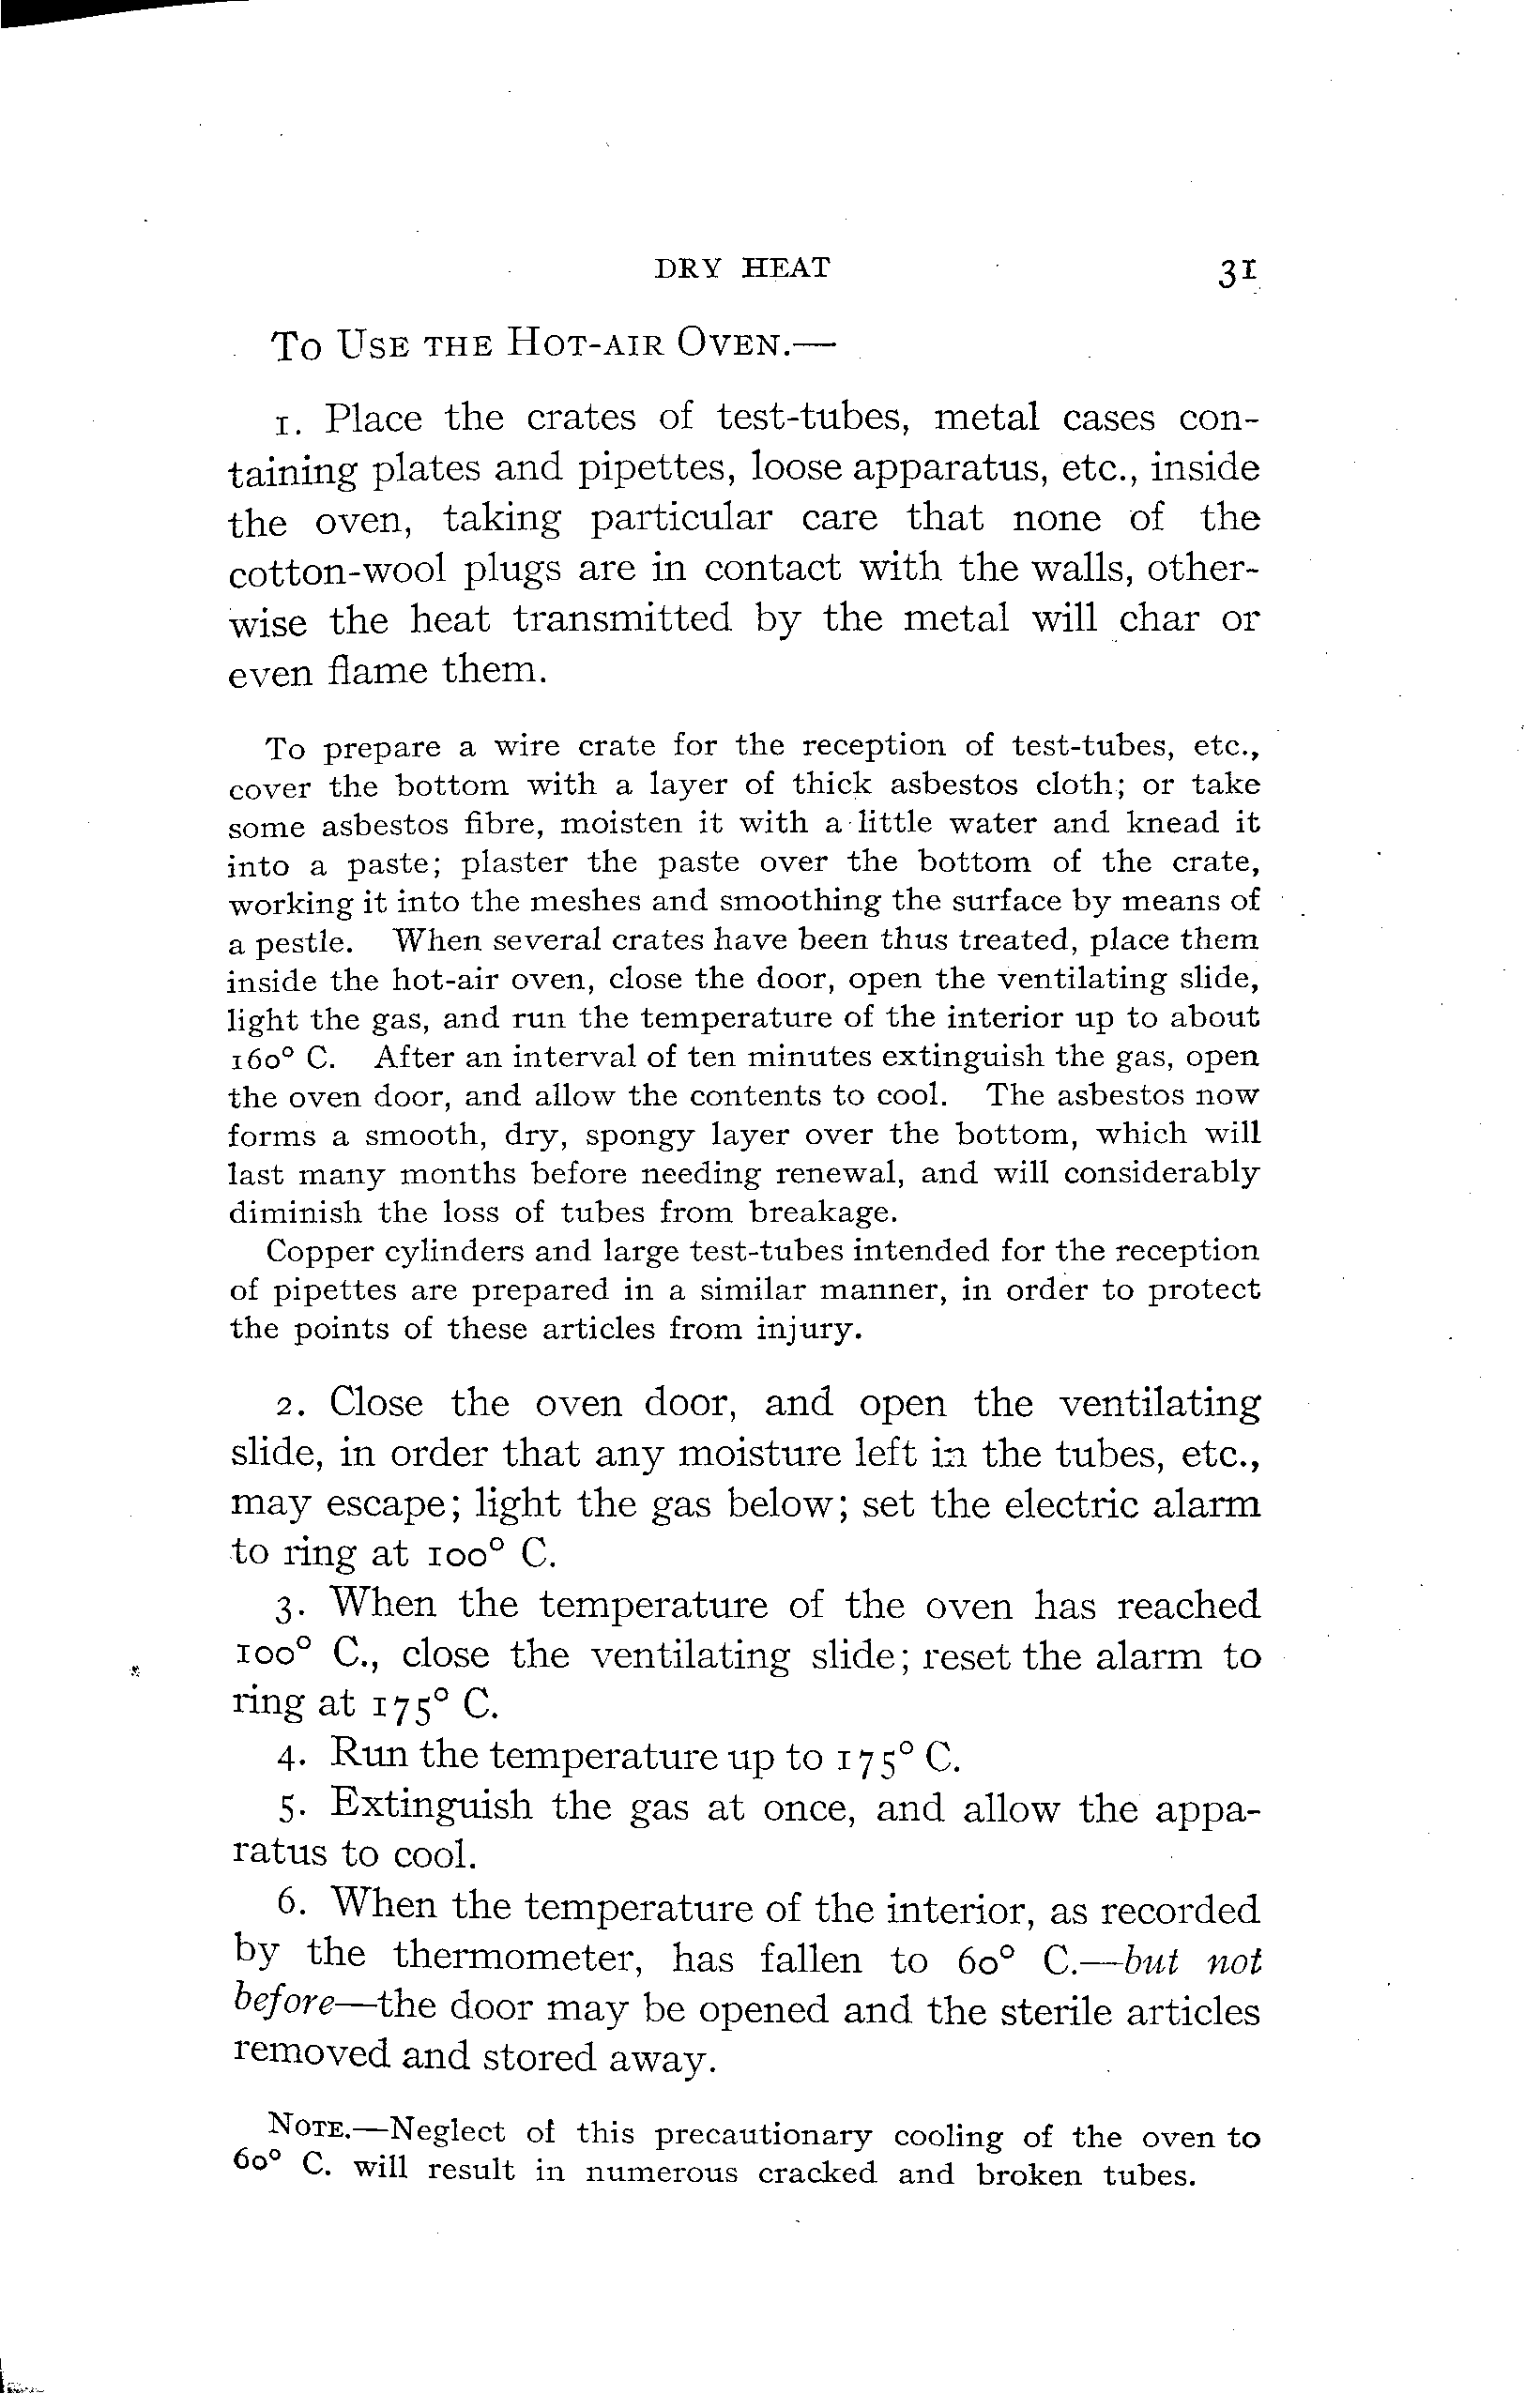 DRY HEAT 31
To Use the Hot-air Oven.—
1. Place the crates of test-tubes, metal cases con-
taining plates and pipettes, loose apparatus, etc., inside
the oven, taking particular care that none of the
cotton-wool plugs are in contact with the walls, other-
wise the heat transmitted by the metal will char or
even flame them.
To prepare a wire crate for the reception of test-tubes, etc.,
cover the bottom with a layer of thick asbestos cloth; or take
some asbestos fibre, moisten it with a little water and knead it
into a paste; plaster the paste over the bottom of the crate,
working it into the meshes and smoothing the surface by means of
a pestle. When several crates have been thus treated, place them
inside the hot-air oven, close the door, open the ventilating slide,
light the gas, and run the temperature of the interior up to about
160° C. After an interval of ten minutes extinguish the gas, open
the oven door, and allow the contents to cool. The asbestos now
forms a smooth, dry, spongy layer over the bottom, which will
last many months before needing renewal, and will considerably
diminish the loss of tubes from breakage.
Copper cylinders and large test-tubes intended for the reception
of pipettes are prepared in a similar manner, in order to protect
the points of these articles from injury.
2. Close the oven door, and open the ventilating
slide, in order that any moisture left in the tubes, etc.,
may escape; light the gas below; set the electric alarm
to ring at 100° C.
3. When the temperature of the oven has reached
100° C., close the ventilating slide; reset the alarm to
ring at 175° C.
4. Run the temperature up to 175° C.
5. Extinguish the gas at once, and allow the appa-
ratus to cool.
6. When the temperature of the interior, as recorded
by the thermometer, has fallen to 60° C.—but not
before—the door may be opened and the sterile articles
removed and stored away.
Note.—Neglect of this precautionary cooling of the oven to
60° C. will result in numerous cracked and broken tubes.